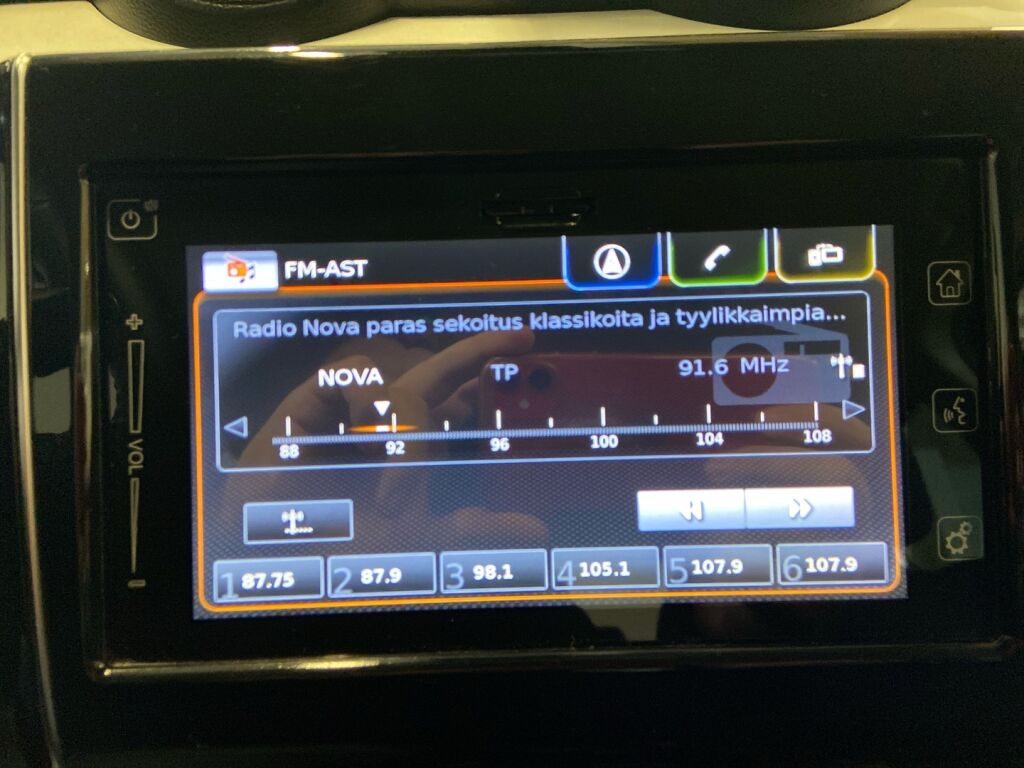 FM-AST
Radio Nova paras sekoitus klassikoita ja tyylikkaimpia...
NOVA TP 91.6 MHz
88 92 96 100 104 108
+
VOL
-
1 87.75 2 87.9 3 98.1 4 105.1 5 107.9 6 107.9